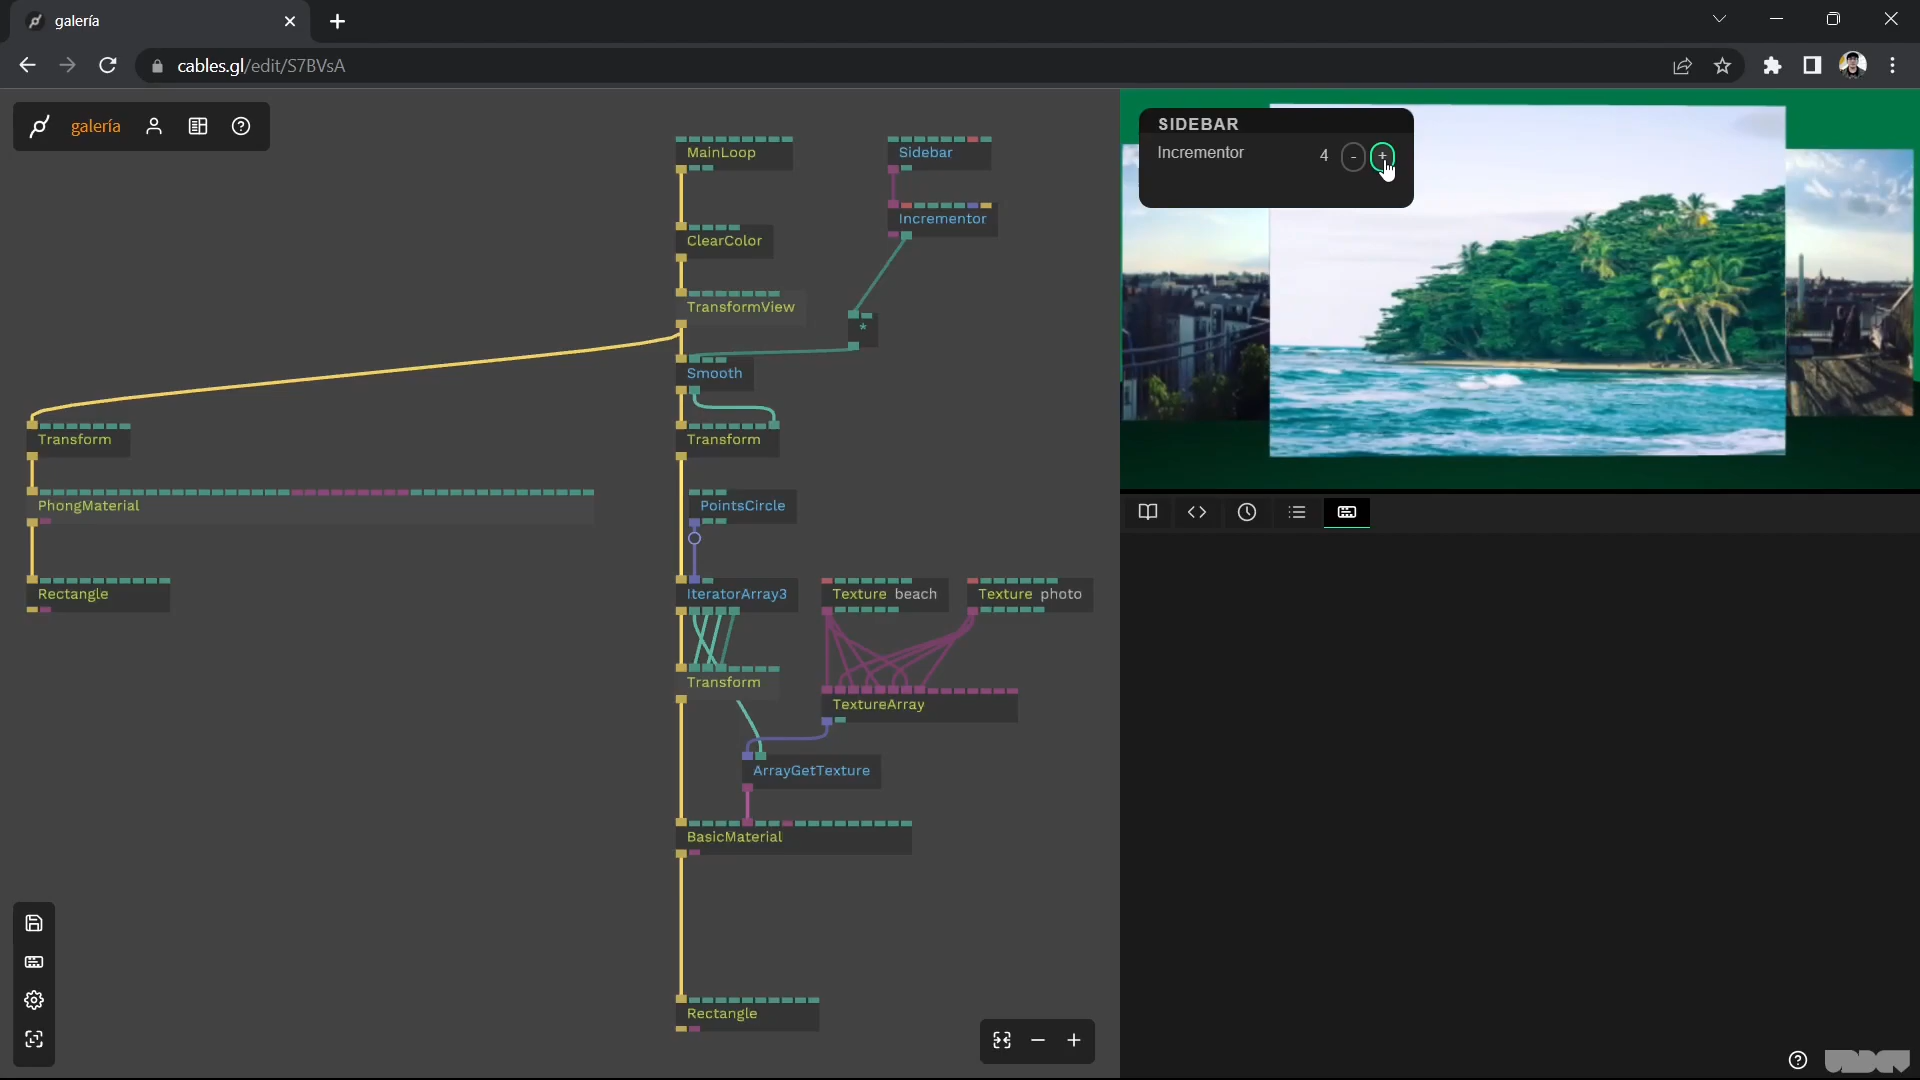 galería
cables.gl/edit/S7BVsA
galería
MainLoop
Sidebar
ClearColor
Incrementor
TransformView
*
Smooth
Transform
Transform
PhongMaterial
PointsCircle
Rectangle
IteratorArray3
Texture beach
Texture photo
Transform
TextureArray
ArrayGetTexture
BasicMaterial
Rectangle
SIDEBAR
Incrementor 4 - +